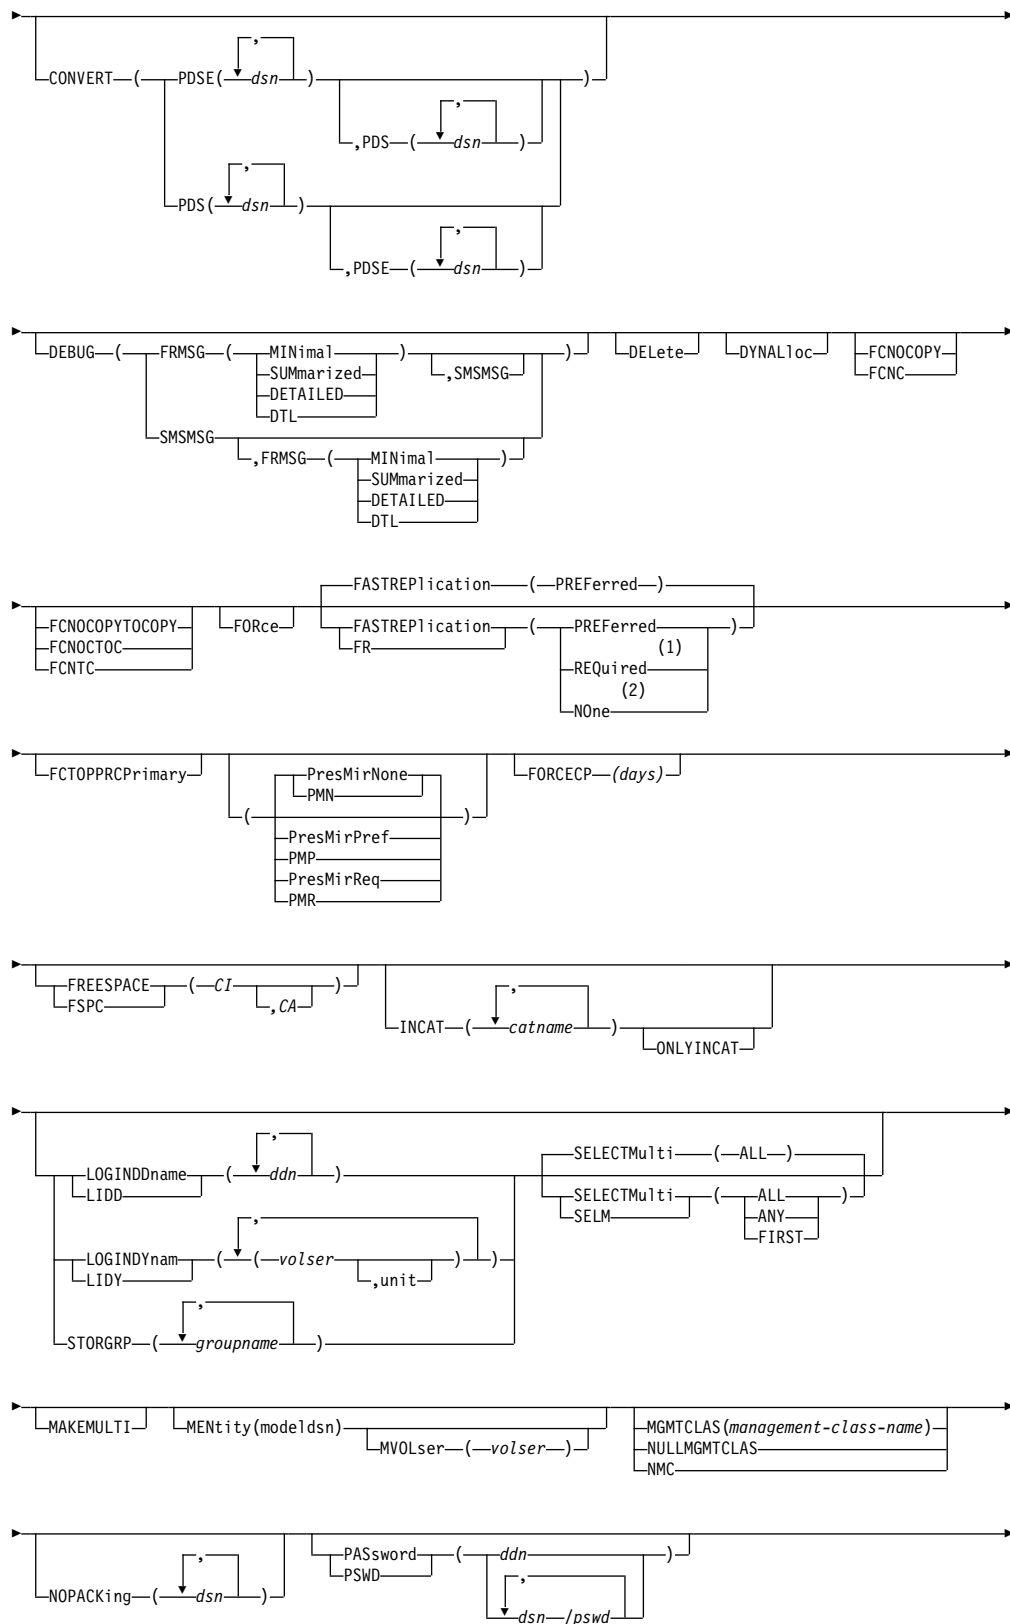 ,
CONVERT ( PDSE( dsn ) )
,
,PDS ( dsn )
,
PDS( dsn )
,
,PDSE ( dsn )
DEBUG ( FRMSG ( MINimal ) ) DELete DYNALloc FCNOCOPY
SUMmarized ,SMSMSG FCNC
DETAILED
DTL
SMSMSG
,FRMSG ( MINimal )
SUMmarized
DETAILED
DTL
FASTREPlication ( PREFerred )
FCNOCOPYTOCOPY FORce FASTREPlication ( PREFerred )
FCNOCTOC FR (1)
FCNTC REQuired
(2)
NOne
FCTOPPRCPrimary PresMirNone FORCECP (days)
PMN
( )
PresMirPref
PMP
PresMirReq
PMR
FREESPACE ( CI ) ,
FSPC ,CA INCAT ( catname )
ONLYINCAT
, SELECTMulti ( ALL )
LOGINDDname ( ddn ) SELECTMulti ( ALL )
LIDD SELM ANY
, FIRST
LOGINDYnam ( ( volser ) )
LIDY ,unit
,
STORGRP ( groupname )
MAKEMULTI MENtity(modeldsn) MGMTCLAS(management-class-name)
MVOLser ( volser ) NULLMGMTCLAS
NMC
, PASsword ( ddn )
NOPACKing ( dsn ) PSWD ,
dsn /pswd